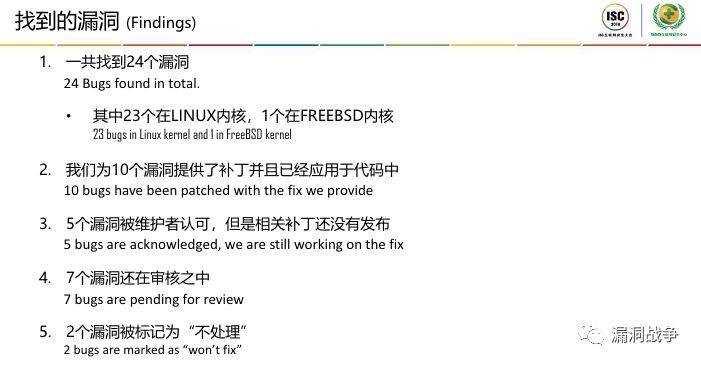 找到的漏洞 (Findings)
ISC
2018
1. 一共找到24个漏洞
24 Bugs found in total.
• 其中23个在LINUX内核，1个在FREEBSD内核
23 bugs in Linux kernel and 1 in FreeBSD kernel
2. 我们为10个漏洞提供了补丁并且已经应用于代码中
10 bugs have been patched with the fix we provide
3. 5个漏洞被维护者认可，但是相关补丁还没有发布
5 bugs are acknowledged, we are still working on the fix
4. 7个漏洞还在审核之中
7 bugs are pending for review
5. 2个漏洞被标记为“不处理”
2 bugs are marked as “won’t fix”
漏洞战争